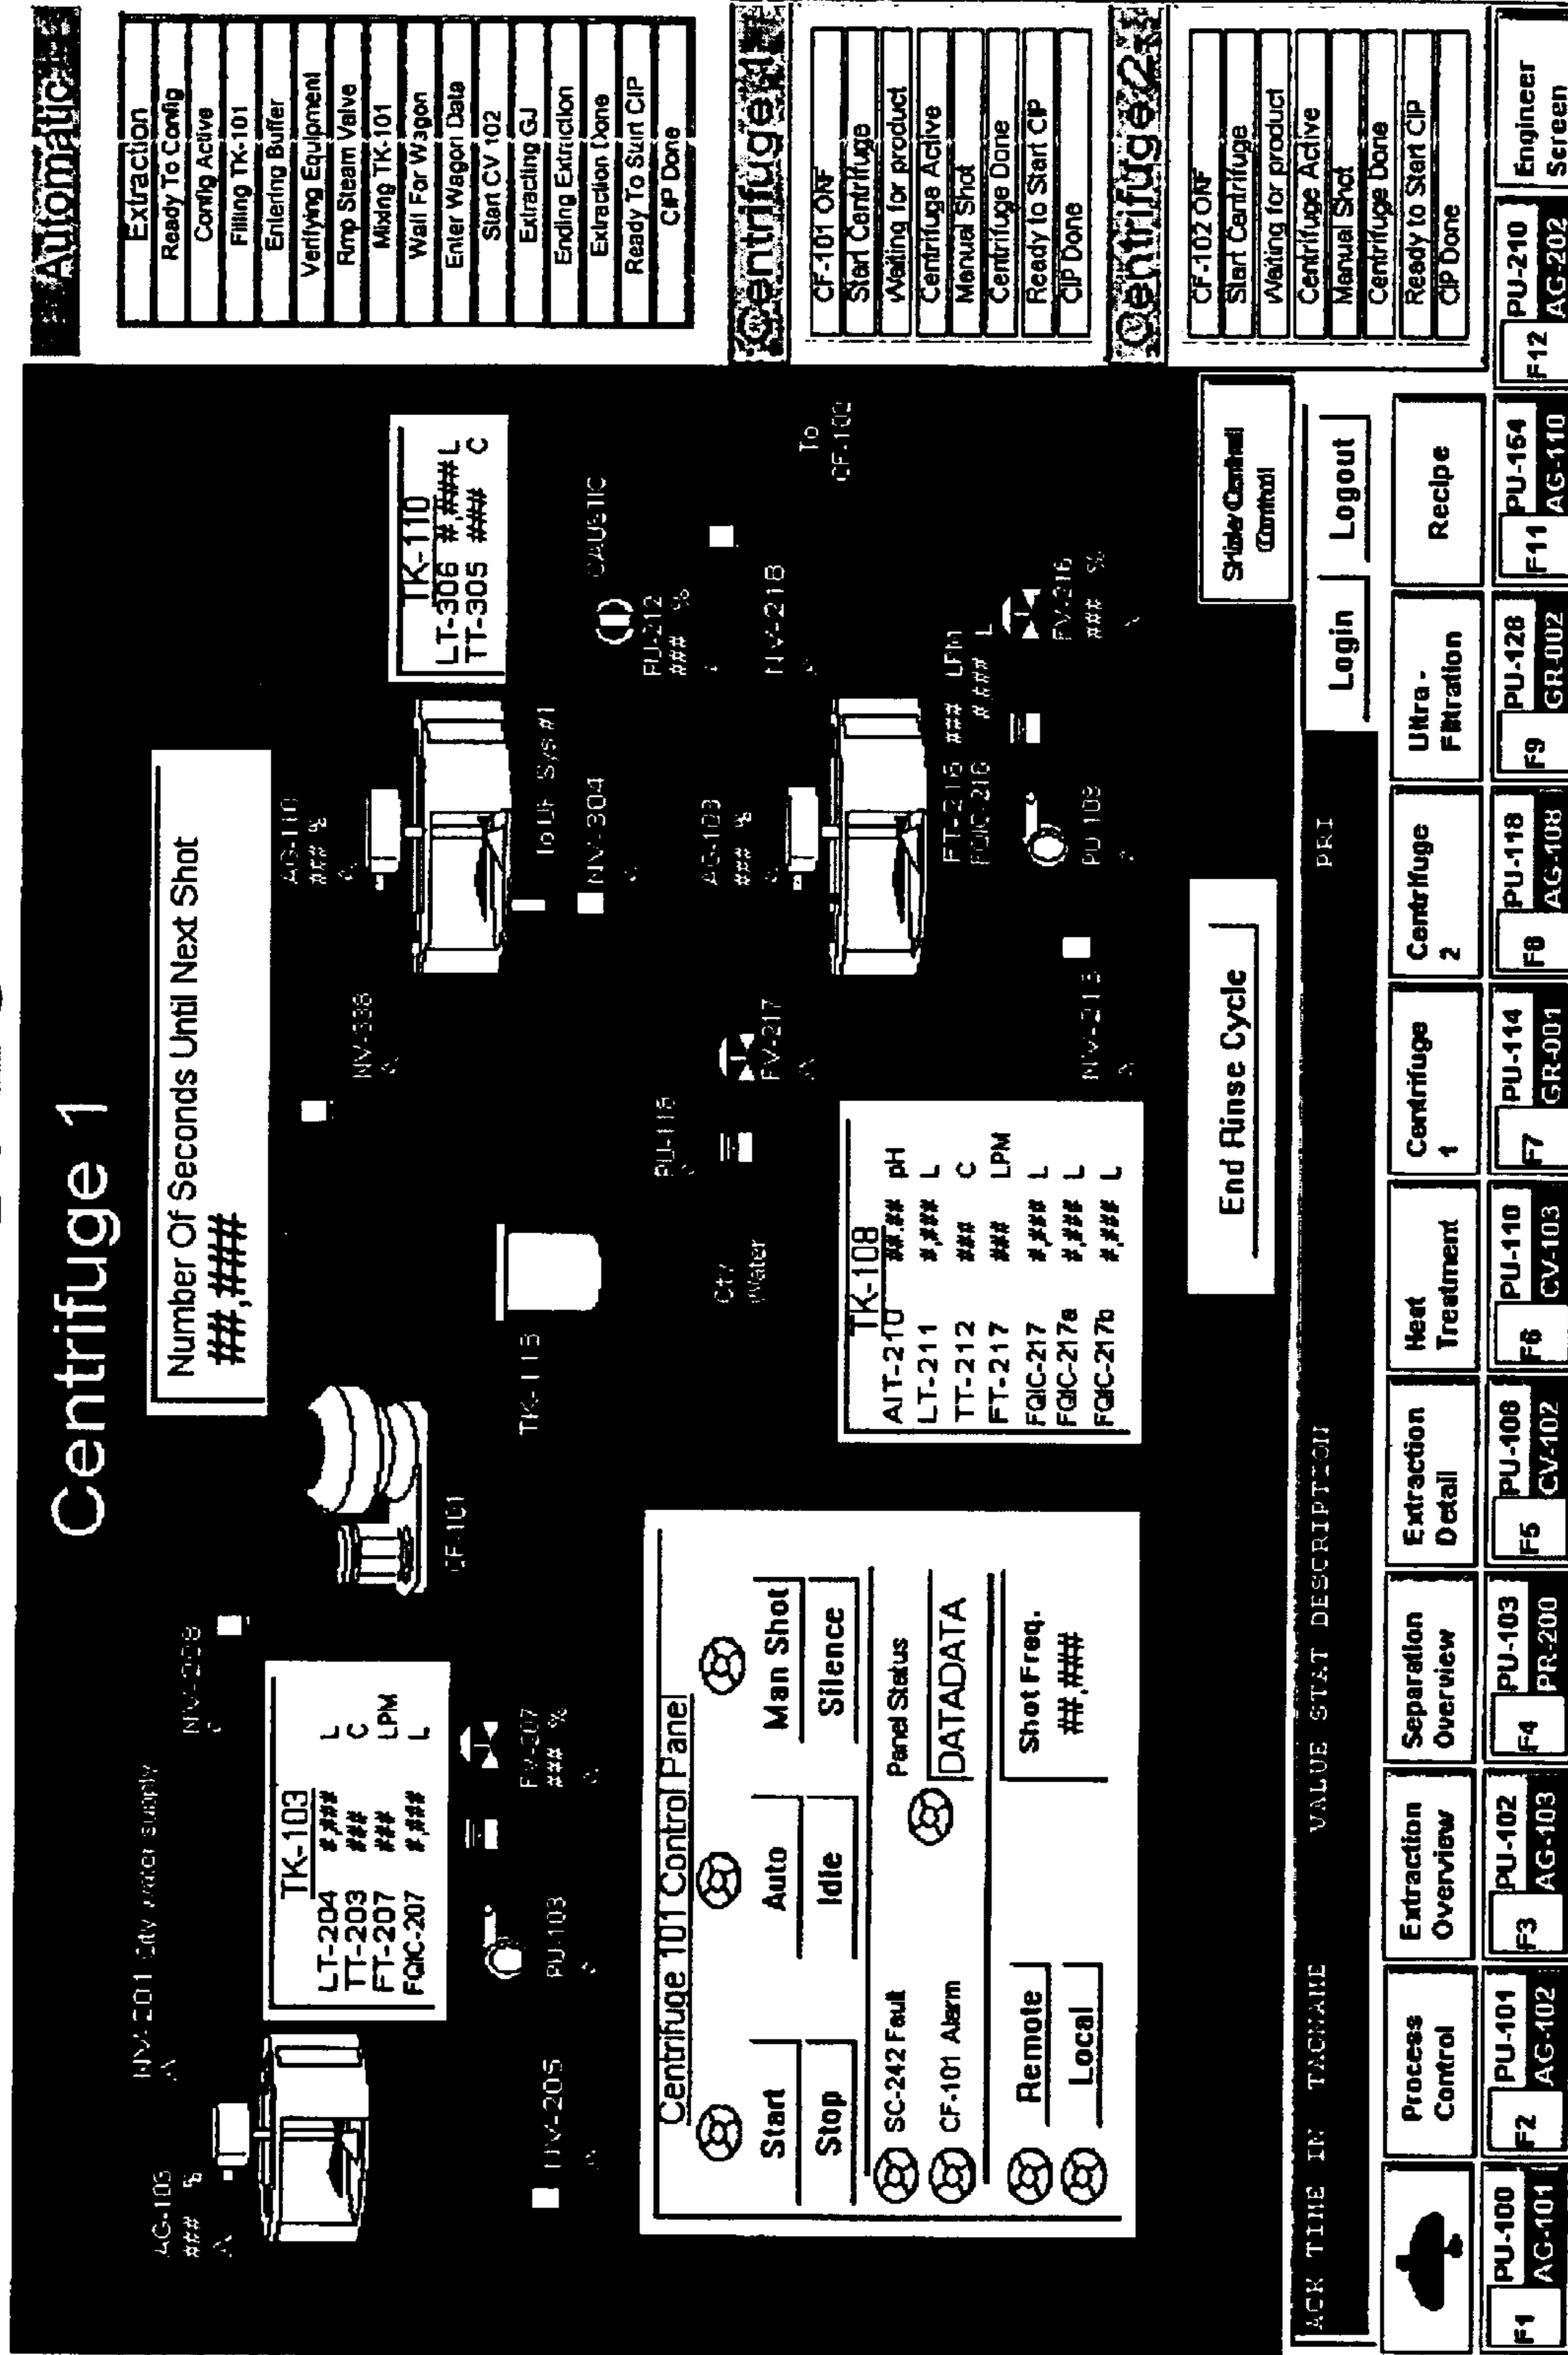 Centrifuge 1
Automatic
Number Of Seconds Until Next Shot
##,###
NV-201 City water supply
A
AG-103
### %
A
TK-103
LT-204 #,### L
TT-203 ### C
FT-207 ### LPM
FQIC-207 #,### L
NV-205
A
PU-103
FV-207
### %
CF-101
TK-113
City
Water
AG-110
### %
TK-110
LT-306 #,### L
TT-305 ### C
To UF Sys#1
NV-304
CAUSTIC
PU-212
### %
NV-218
To
CF-102
FV-217
A
AG-108
### %
FT-216 ### LPM
FQIC-216 #,### L
FV-216
### %
PU-109
NV-213
TK-108
AIT-210 ##.## pH
LT-211 #,### L
TT-212 ### C
FT-217 ### LPM
FQIC-217 #,### L
FQIC-217a #,### L
FQIC-217b #,### L
Centrifuge 101 Control Panel
Start Auto Man Shot
Stop Idle Silence
SC-242 Fault
CF-101 Alarm
Panel Status
DATADATA
Remote
Local
Shot Freq.
##,###
End Rinse Cycle
Extraction
Ready To Config
Config Active
Filling TK-101
Entering Buffer
Verifying Equipment
Rmp Steam Valve
Mixing TK-101
Wait For Wagon
Enter Wagon Data
Start CV 102
Extracting GJ
Ending Extraction
Extraction Done
Ready To Start CIP
CIP Done
Centrifuge1
CF-101 ON
Start Centrifuge
Waiting for product
Centrifuge Active
Manual Shot
Centrifuge Done
Ready to Start CIP
CIP Done
Centrifuge2
CF-102 ON
Start Centrifuge
Waiting for product
Centrifuge Active
Manual Shot
Centrifuge Done
Ready to Start CIP
CIP Done
Control
ACK TIME IN TAGNAME VALUE STAT DESCRIPTION PRI
Login Logout
Process
Control
Extraction
Overview
Separation
Overview
Extraction
Detail
Heat
Treatment
Centrifuge
1
Centrifuge
2
Ultra -
Filtration
Recipe
F1 PU-100
AG-101
F2 PU-101
AG-102
F3 PU-102
AG-103
F4 PU-103
PR-200
F5 PU-108
CV-102
F6 PU-110
CV-103
F7 PU-114
GR-001
F8 PU-118
AG-108
F9 PU-128
GR-002
F11 PU-154
AG-110
F12 PU-210
AG-202
Engineer
Screen